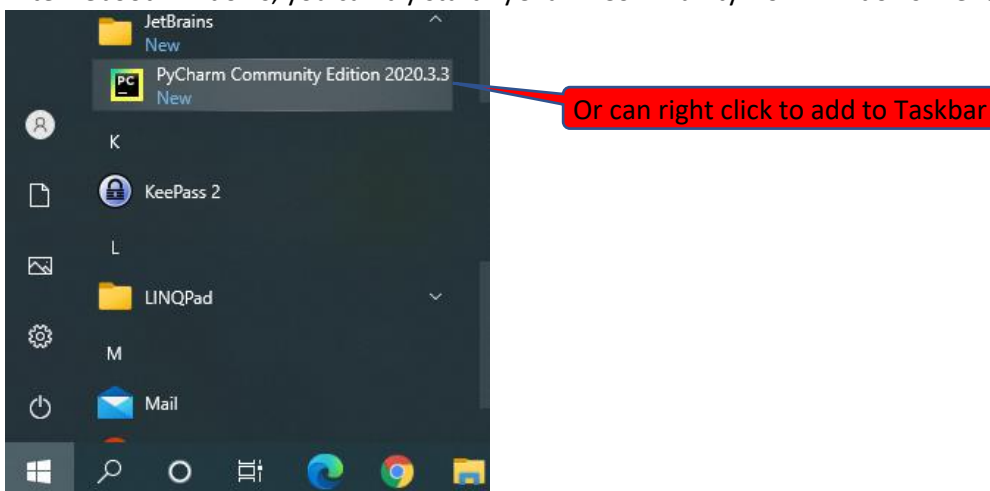 JetBrains
New
PyCharm Community Edition 2020.3.3
New
Or can right click to add to Taskbar
K
KeePass 2
L
LINQPad
M
Mail